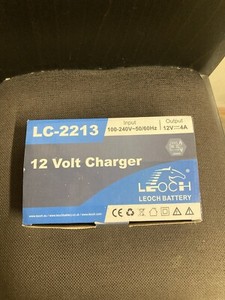 LC-2213
Input
100-240V~50/60Hz
Output
12V⎓4A
12 Volt Charger
LEOCH
LEOCH BATTERY